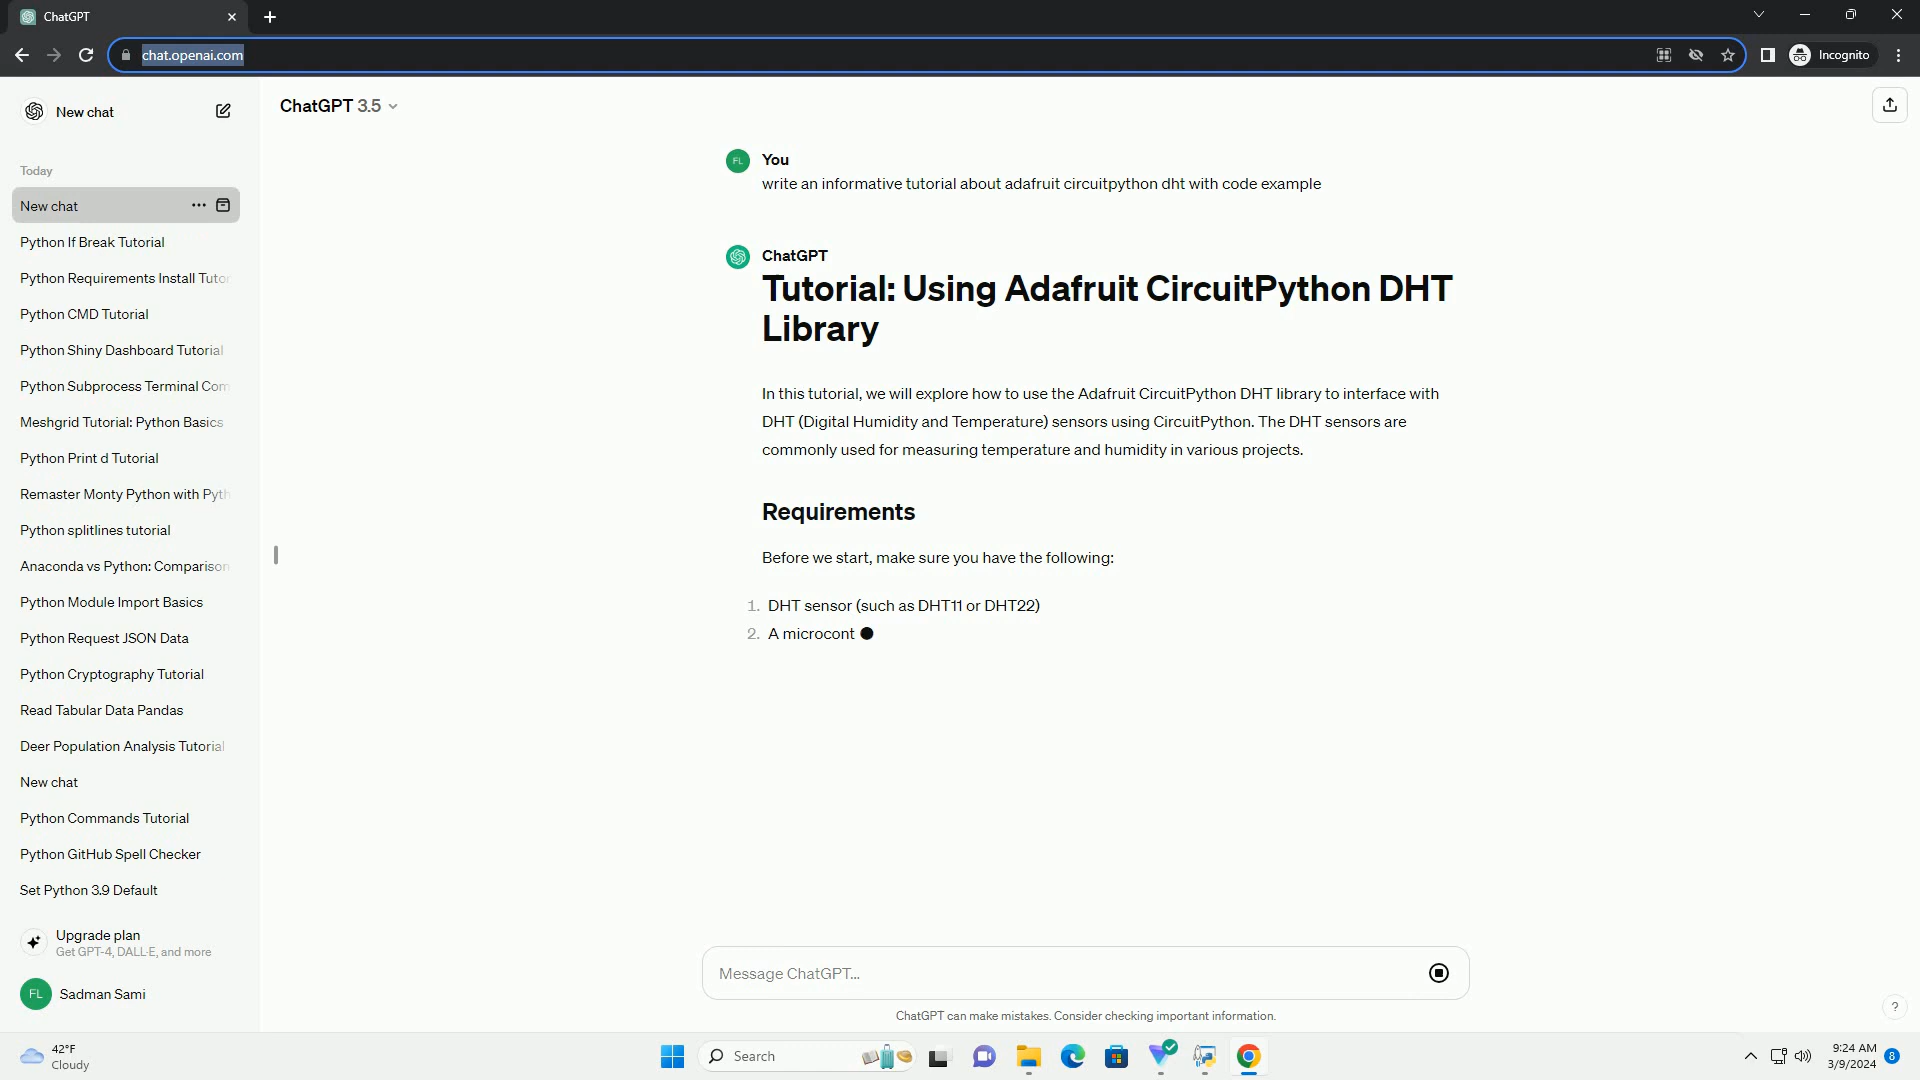 ChatGPT
chat.openai.com
Incognito
New chat
Today
New chat
Python If Break Tutorial
Python Requirements Install Tutor
Python CMD Tutorial
Python Shiny Dashboard Tutorial
Python Subprocess Terminal Com
Meshgrid Tutorial: Python Basics
Python Print d Tutorial
Remaster Monty Python with Pyth
Python splitlines tutorial
Anaconda vs Python: Comparison
Python Module Import Basics
Python Request JSON Data
Python Cryptography Tutorial
Read Tabular Data Pandas
Deer Population Analysis Tutorial
New chat
Python Commands Tutorial
Python GitHub Spell Checker
Set Python 3.9 Default
Upgrade plan
Get GPT-4, DALL·E, and more
FL Sadman Sami
ChatGPT 3.5
FL You
write an informative tutorial about adafruit circuitpython dht with code example
ChatGPT
Tutorial: Using Adafruit CircuitPython DHT
Library
In this tutorial, we will explore how to use the Adafruit CircuitPython DHT library to interface with
DHT (Digital Humidity and Temperature) sensors using CircuitPython. The DHT sensors are
commonly used for measuring temperature and humidity in various projects.
Requirements
Before we start, make sure you have the following:
1. DHT sensor (such as DHT11 or DHT22)
2. A microcont
Message ChatGPT...
ChatGPT can make mistakes. Consider checking important information.
?
42°F
Cloudy
Search
9:24 AM
3/9/2024
8